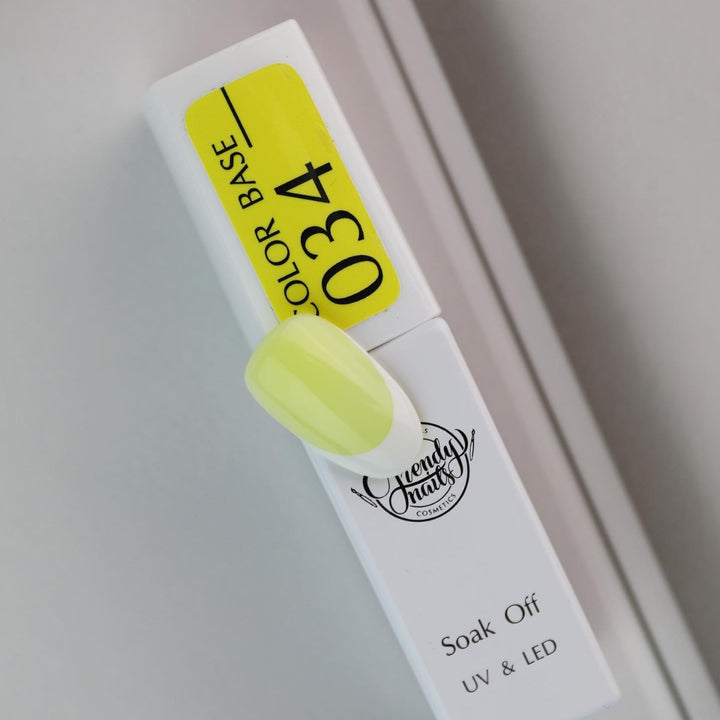 COLOR BASE
034
Trendy
nails
COSMETICS
Soak Off
UV & LED